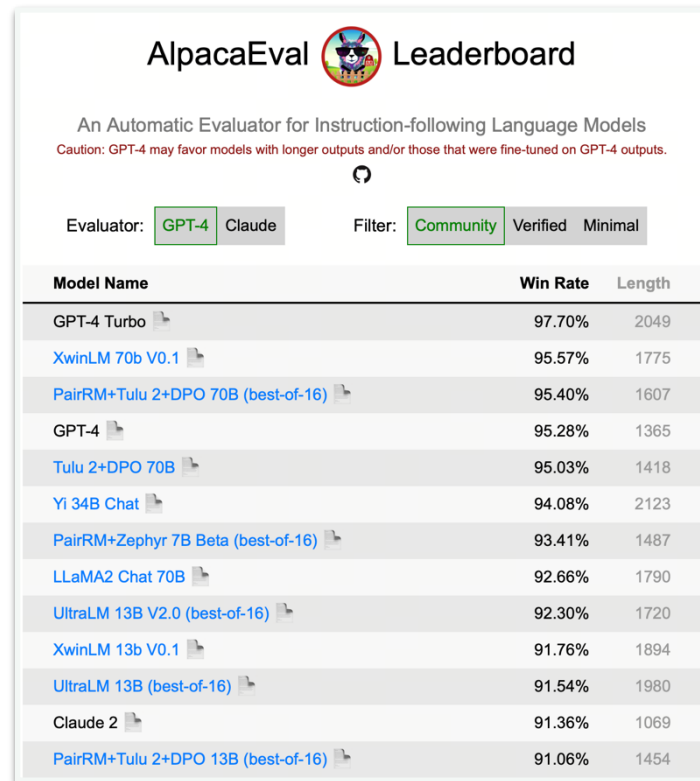 AlpacaEval Leaderboard
An Automatic Evaluator for Instruction-following Language Models
Caution: GPT-4 may favor models with longer outputs and/or those that were fine-tuned on GPT-4 outputs.
Evaluator: GPT-4 Claude Filter: Community Verified Minimal
Model Name Win Rate Length
GPT-4 Turbo 97.70% 2049
XwinLM 70b V0.1 95.57% 1775
PairRM+Tulu 2+DPO 70B (best-of-16) 95.40% 1607
GPT-4 95.28% 1365
Tulu 2+DPO 70B 95.03% 1418
Yi 34B Chat 94.08% 2123
PairRM+Zephyr 7B Beta (best-of-16) 93.41% 1487
LLaMA2 Chat 70B 92.66% 1790
UltraLM 13B V2.0 (best-of-16) 92.30% 1720
XwinLM 13b V0.1 91.76% 1894
UltraLM 13B (best-of-16) 91.54% 1980
Claude 2 91.36% 1069
PairRM+Tulu 2+DPO 13B (best-of-16) 91.06% 1454